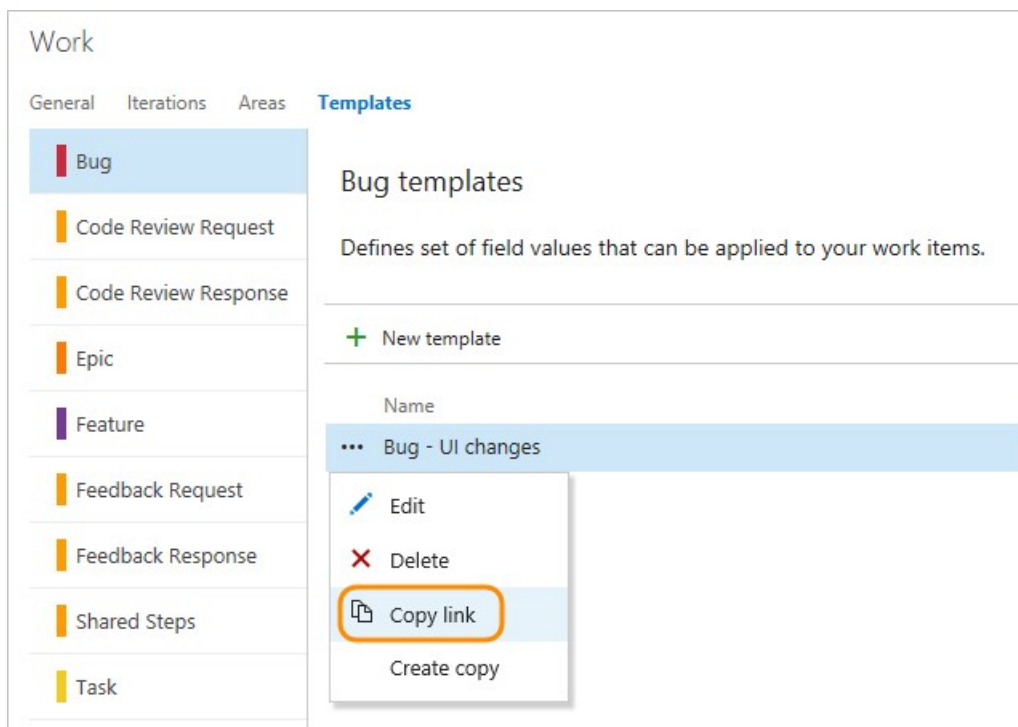 Work
General Iterations Areas Templates
Bug
Code Review Request
Code Review Response
Epic
Feature
Feedback Request
Feedback Response
Shared Steps
Task
Bug templates
Defines set of field values that can be applied to your work items.
+ New template
Name
••• Bug - UI changes
Edit
Delete
Copy link
Create copy